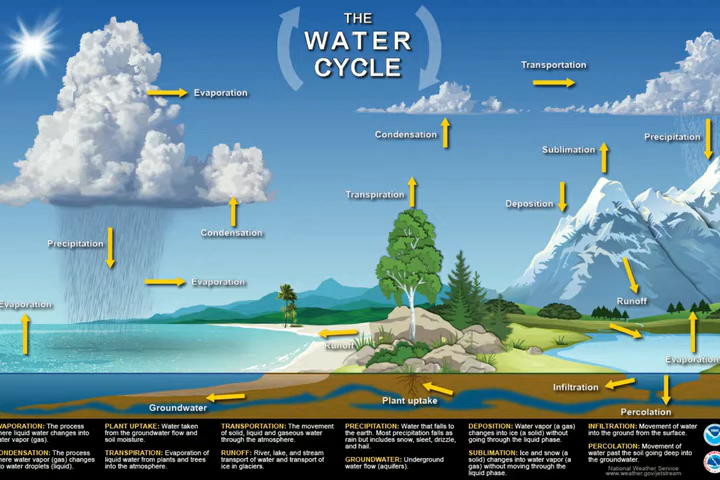 THE
WATER
CYCLE
Transportation
Evaporation
Condensation
Precipitation
Sublimation
Transpiration
Deposition
Condensation
Precipitation
Evaporation
Runoff
Evaporation
Runoff
Evaporation
Infiltration
Plant uptake
Groundwater
Percolation
VAPORATION: The process
here liquid water changes into
ater vapor (gas).
ONDENSATION: The process
here water vapor (gas) changes
to water droplets (liquid).
PLANT UPTAKE: Water taken
from the groundwater flow and
soil moisture.
TRANSPIRATION: Evaporation of
liquid water from plants and trees
into the atmosphere.
TRANSPORTATION: The movement
of solid, liquid and gaseous water
through the atmosphere.
RUNOFF: River, lake, and stream
transport of water and transport of
ice in glaciers.
PRECIPITATION: Water that falls to
the earth. Most precipitation falls as
rain but includes snow, sleet, drizzle,
and hail.
GROUNDWATER: Underground
water flow (aquifers).
DEPOSITION: Water vapor (a gas)
changes into ice (a solid) without
going through the liquid phase.
SUBLIMATION: Ice and snow (a
solid) changes into water vapor (a
gas) without moving through the
liquid phase.
INFILTRATION: Movement of water
into the ground from the surface.
PERCOLATION: Movement of
water past the soil going deep into
the groundwater.
National Weather Service
www.weather.gov/jetstream